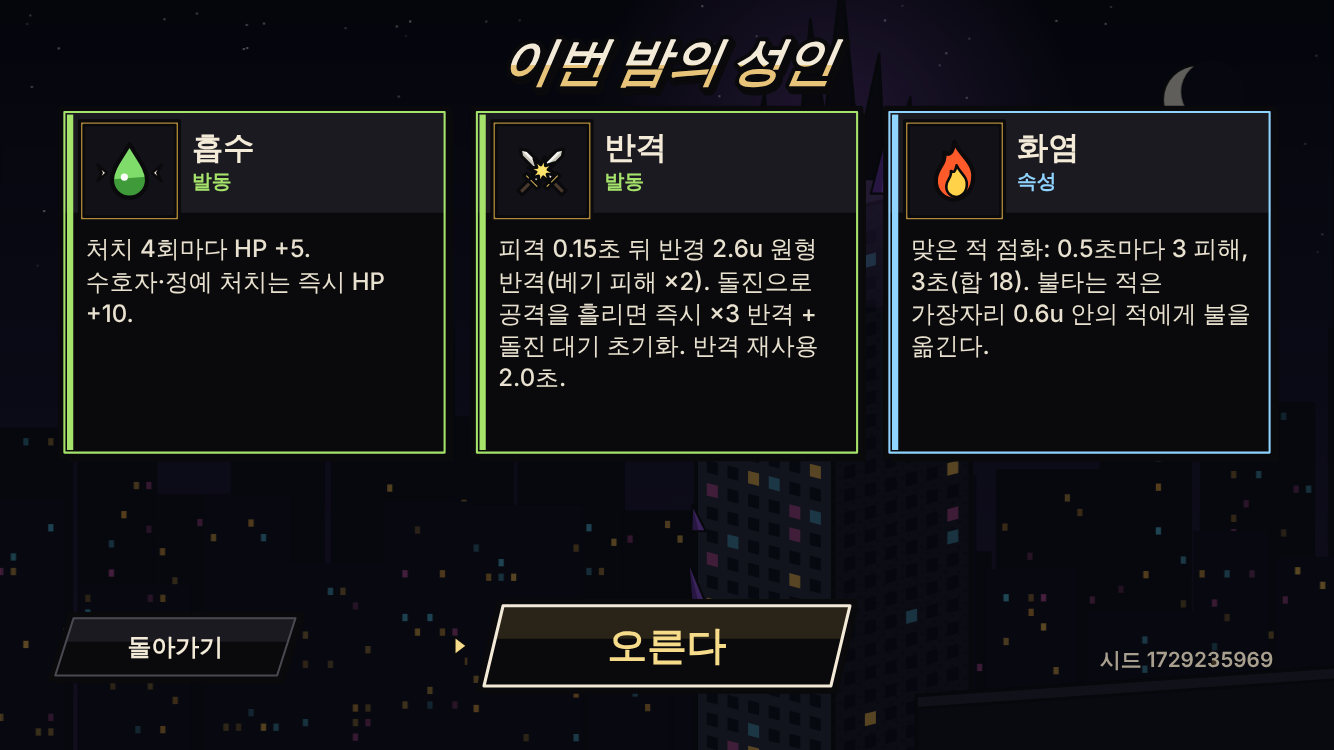 이번 밤의 성인
흡수
발동
처치 4회마다 HP +5.
수호자·정예 처치는 즉시 HP
+10.
반격
발동
피격 0.15초 뒤 반경 2.6u 원형
반격(베기 피해 ×2). 돌진으로
공격을 흘리면 즉시 ×3 반격 +
돌진 대기 초기화. 반격 재사용
2.0초.
화염
속성
맞은 적 점화: 0.5초마다 3 피해,
3초(합 18). 불타는 적은
가장자리 0.6u 안의 적에게 불을
옮긴다.
돌아가기
오른다
시드 1729235969